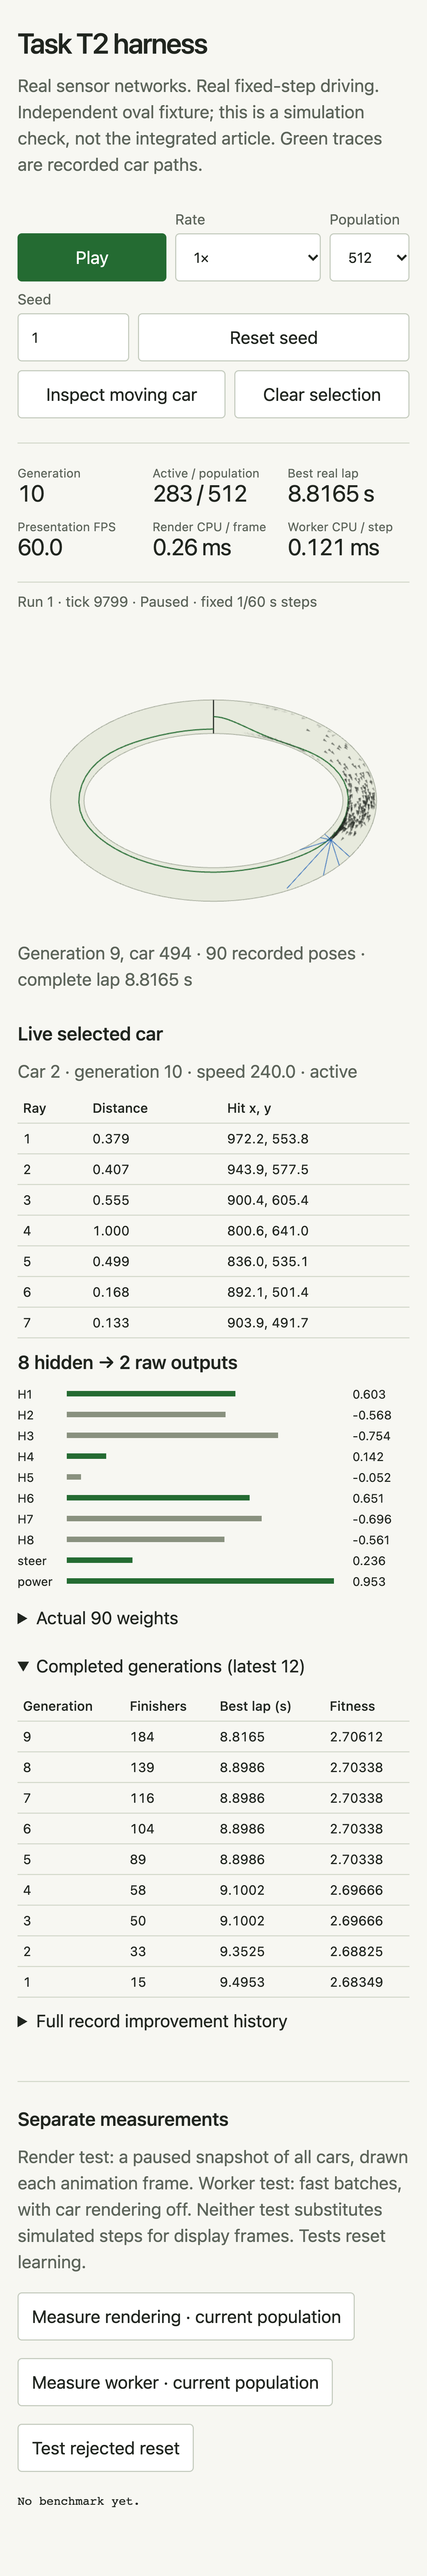 Task T2 harness
Real sensor networks. Real fixed-step driving.
Independent oval fixture; this is a simulation
check, not the integrated article. Green traces
are recorded car paths.
Rate
Population
Play
1×
512
Seed
1
Reset seed
Inspect moving car
Clear selection
Generation
Active / population
Best real lap
10
283 / 512
8.8165 s
Presentation FPS
Render CPU / frame
Worker CPU / step
60.0
0.26 ms
0.121 ms
Run 1 · tick 9799 · Paused · fixed 1/60 s steps
Generation 9, car 494 · 90 recorded poses ·
complete lap 8.8165 s
Live selected car
Car 2 · generation 10 · speed 240.0 · active
Ray Distance Hit x, y
1 0.379 972.2, 553.8
2 0.407 943.9, 577.5
3 0.555 900.4, 605.4
4 1.000 800.6, 641.0
5 0.499 836.0, 535.1
6 0.168 892.1, 501.4
7 0.133 903.9, 491.7
8 hidden → 2 raw outputs
H1 0.603
H2 -0.568
H3 -0.754
H4 0.142
H5 -0.052
H6 0.651
H7 -0.696
H8 -0.561
steer 0.236
power 0.953
▶ Actual 90 weights
▼ Completed generations (latest 12)
Generation Finishers Best lap (s) Fitness
9 184 8.8165 2.70612
8 139 8.8986 2.70338
7 116 8.8986 2.70338
6 104 8.8986 2.70338
5 89 8.8986 2.70338
4 58 9.1002 2.69666
3 50 9.1002 2.69666
2 33 9.3525 2.68825
1 15 9.4953 2.68349
▶ Full record improvement history
Separate measurements
Render test: a paused snapshot of all cars, drawn
each animation frame. Worker test: fast batches,
with car rendering off. Neither test substitutes
simulated steps for display frames. Tests reset
learning.
Measure rendering · current population
Measure worker · current population
Test rejected reset
No benchmark yet.